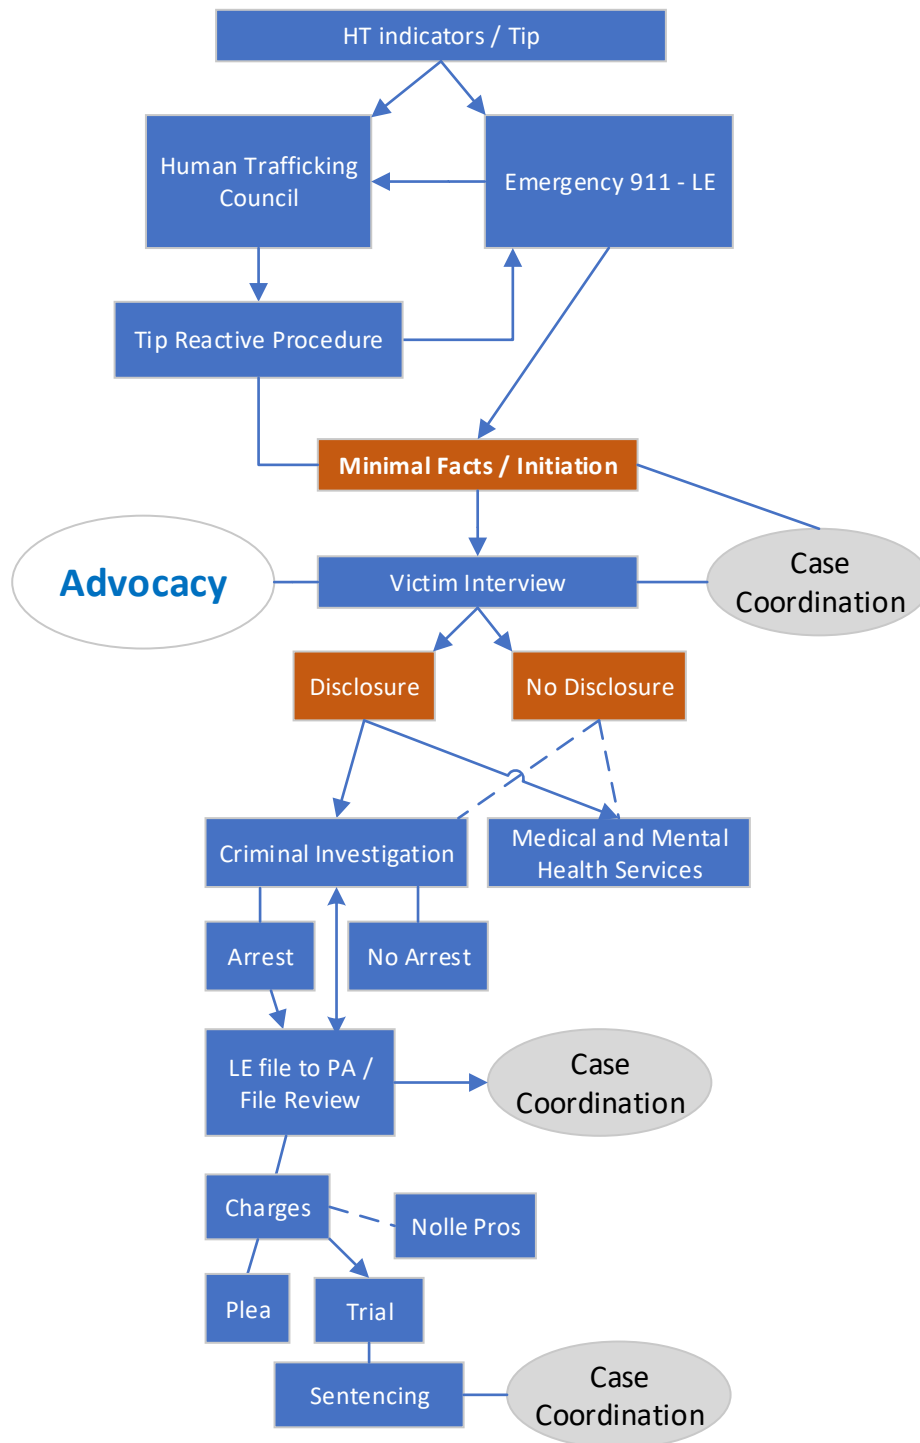 HT indicators / Tip
Human Trafficking
Council
Emergency 911 - LE
Tip Reactive Procedure
Minimal Facts / Initiation
Advocacy
Victim Interview
Case
Coordination
Disclosure
No Disclosure
Criminal Investigation
Medical and Mental
Health Services
Arrest
No Arrest
LE file to PA /
File Review
Case
Coordination
Charges
Nolle Pros
Plea
Trial
Sentencing
Case
Coordination